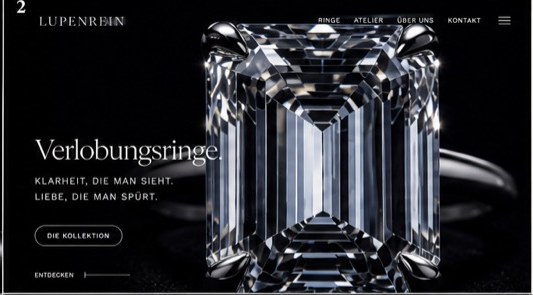 2
LUPENREIN
RINGE ATELIER ÜBER UNS KONTAKT
Verlobungsringe.
KLARHEIT, DIE MAN SIEHT.
LIEBE, DIE MAN SPÜRT.
DIE KOLLEKTION
ENTDECKEN